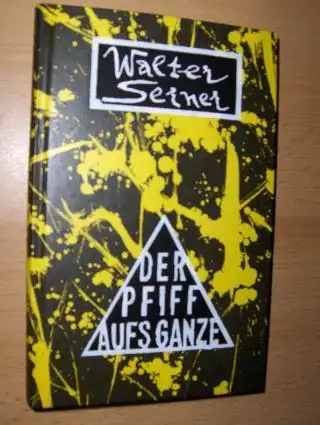 Walter
Serner
DER
PFIFF
AUFS GANZE